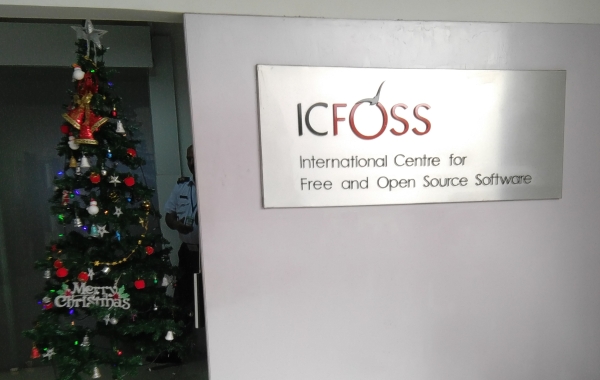 ICFOSS
International Centre for
Free and Open Source Software
Merry
Christmas